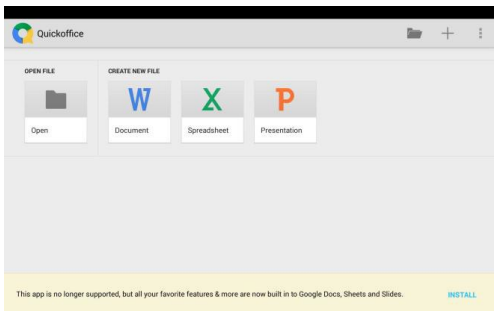 Quickoffice
OPEN FILE
CREATE NEW FILE
W
X
P
Open
Document
Spreadsheet
Presentation
This app is no longer supported, but all your favorite features & more are now built in to Google Docs, Sheets and Slides.
INSTALL